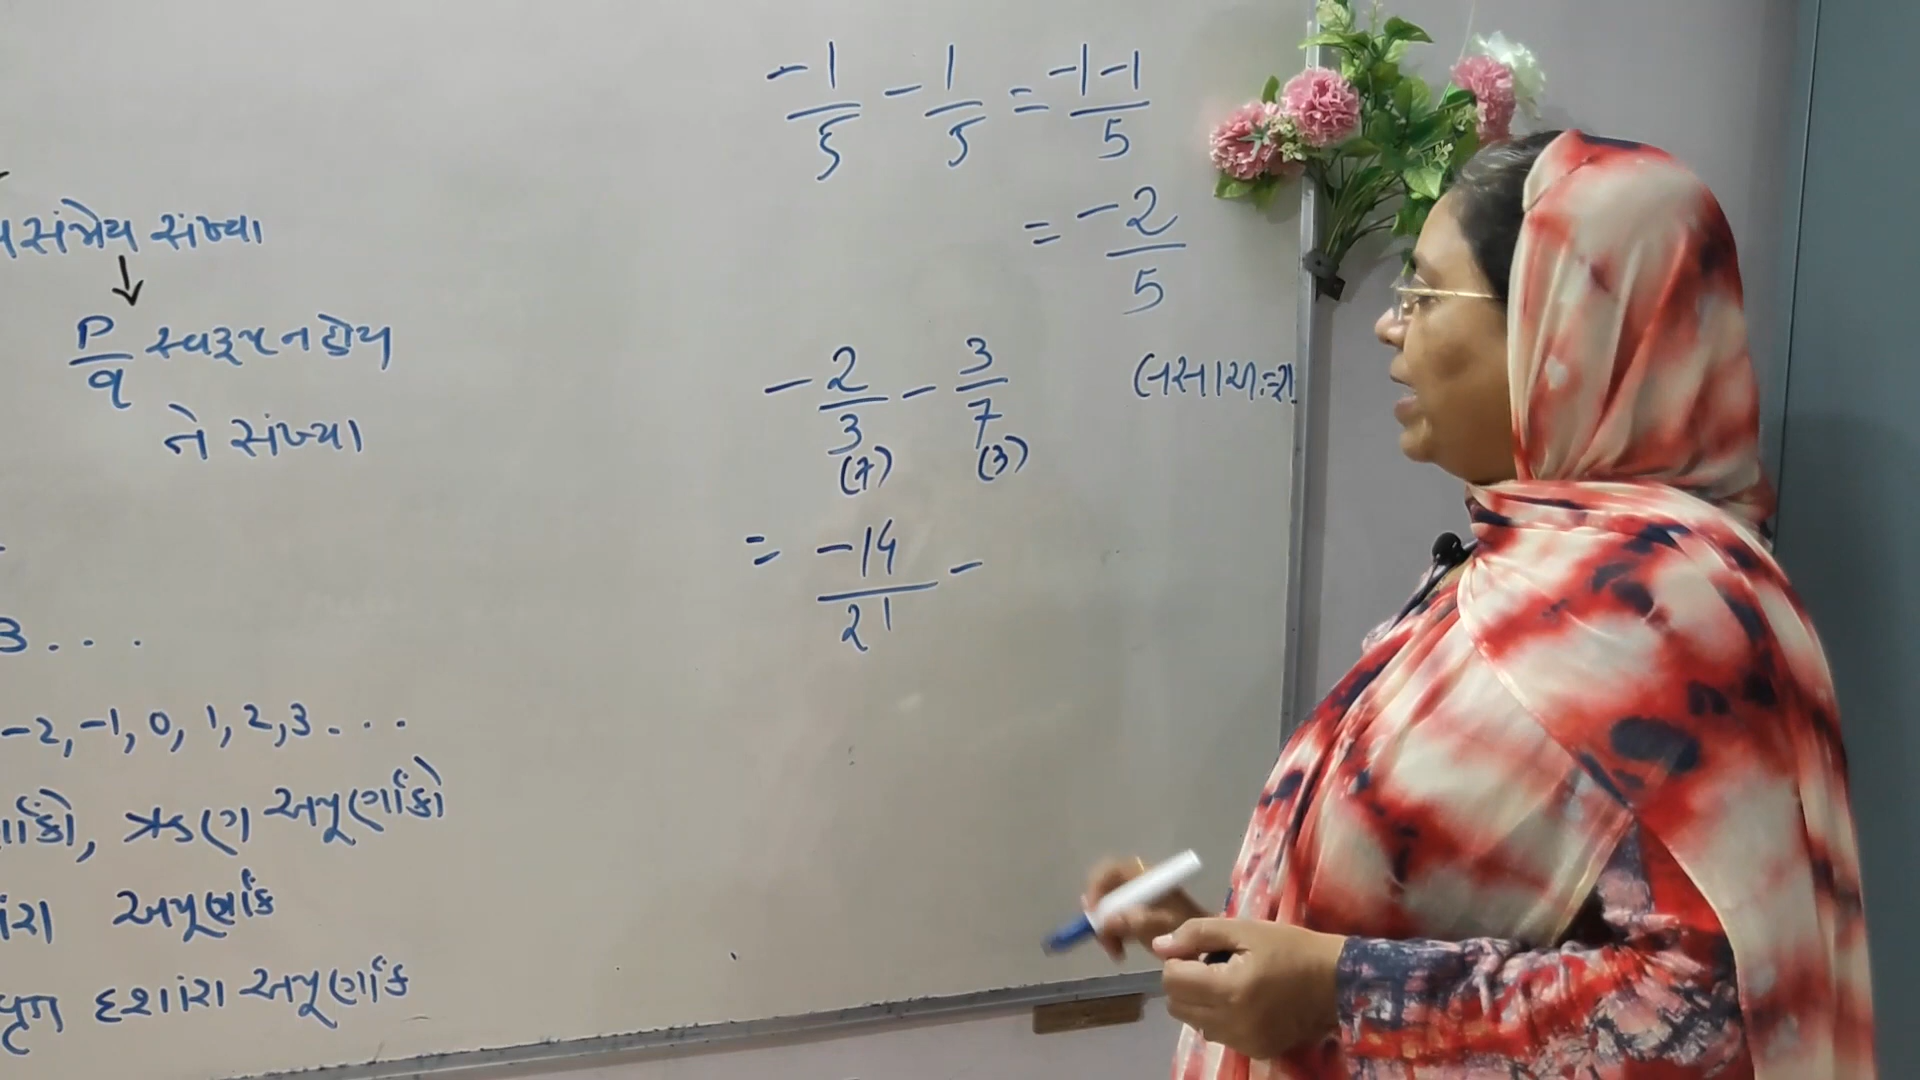 -1/5 - 1/5 = -1-1/5
= -2/5
સંખ્યા
↓
P/q સ્વરૂપ ન હોય
તે સંખ્યા
-2/3 - 3/7
(7) (3)
લસાઅ.=21
= -14/21 -
3...
-2, -1, 0, 1, 2, 3...
ઋણ અપૂર્ણાંકો
અપૂર્ણાંક
દશાંશ અપૂર્ણાંક